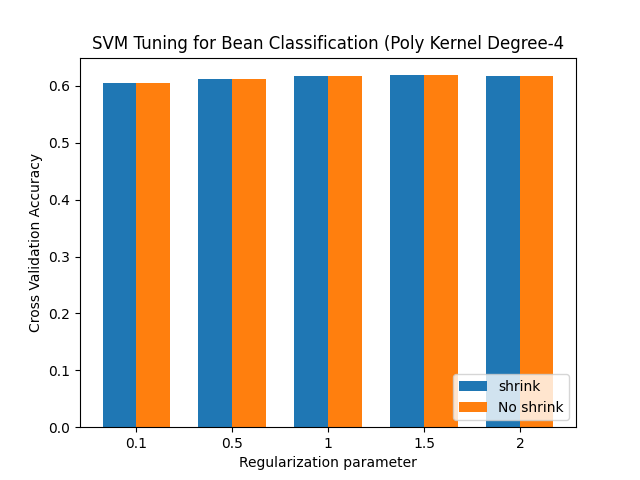 SVM Tuning for Bean Classification (Poly Kernel Degree-4
Cross Validation Accuracy
0.6
0.5
0.4
0.3
0.2
0.1
0.0
shrink
No shrink
0.1 0.5 1 1.5 2
Regularization parameter